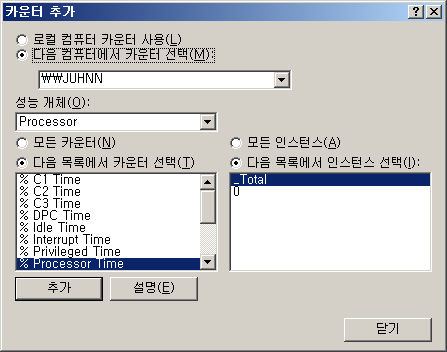 카운터 추가
로컬 컴퓨터 카운터 사용(L)
다음 컴퓨터에서 카운터 선택(M):
₩₩JUHNN
성능 개체(O):
Processor
모든 카운터(N)
다음 목록에서 카운터 선택(T)
% C1 Time
% C2 Time
% C3 Time
% DPC Time
% Idle Time
% Interrupt Time
% Privileged Time
% Processor Time
모든 인스턴스(A)
다음 목록에서 인스턴스 선택(I):
_Total
0
추가
설명(E)
닫기